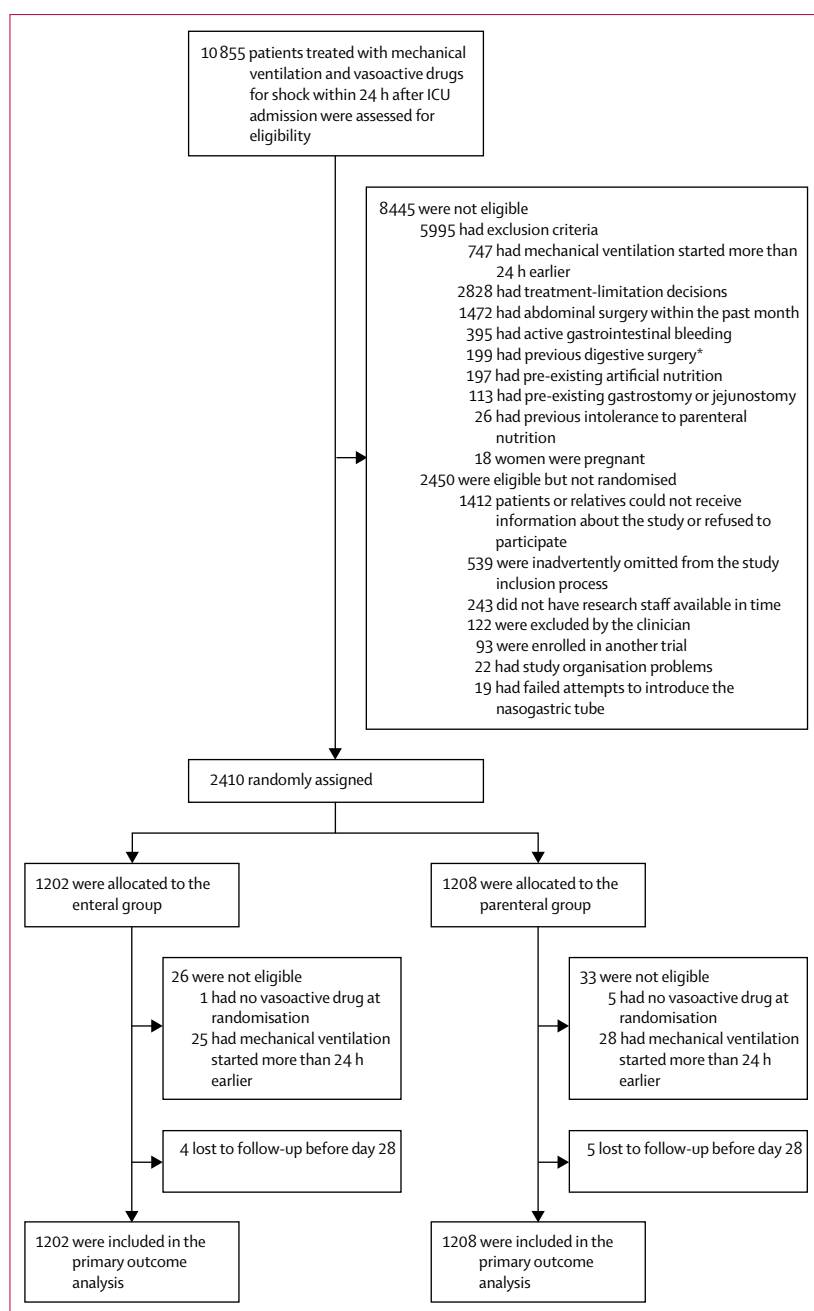 10 855 patients treated with mechanical
ventilation and vasoactive drugs
for shock within 24 h after ICU
admission were assessed for
eligibility
8445 were not eligible
5995 had exclusion criteria
747 had mechanical ventilation started more than
24 h earlier
2828 had treatment-limitation decisions
1472 had abdominal surgery within the past month
395 had active gastrointestinal bleeding
199 had previous digestive surgery*
197 had pre-existing artificial nutrition
113 had pre-existing gastrostomy or jejunostomy
26 had previous intolerance to parenteral
nutrition
18 women were pregnant
2450 were eligible but not randomised
1412 patients or relatives could not receive
information about the study or refused to
participate
539 were inadvertently omitted from the study
inclusion process
243 did not have research staff available in time
122 were excluded by the clinician
93 were enrolled in another trial
22 had study organisation problems
19 had failed attempts to introduce the
nasogastric tube
2410 randomly assigned
1202 were allocated to the
enteral group
1208 were allocated to the
parenteral group
26 were not eligible
1 had no vasoactive drug at
randomisation
25 had mechanical ventilation
started more than 24 h
earlier
33 were not eligible
5 had no vasoactive drug at
randomisation
28 had mechanical ventilation
started more than 24 h
earlier
4 lost to follow-up before day 28
5 lost to follow-up before day 28
1202 were included in the
primary outcome
analysis
1208 were included in the
primary outcome
analysis